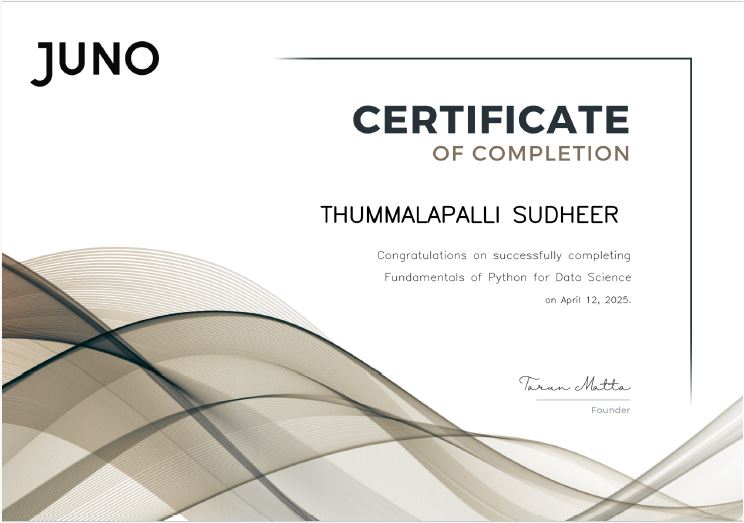 JUNO
CERTIFICATE
OF COMPLETION
THUMMALAPALLI SUDHEER
Congratulations on successfully completing
Fundamentals of Python for Data Science
on April 12, 2025.
Tarun Matta
Founder